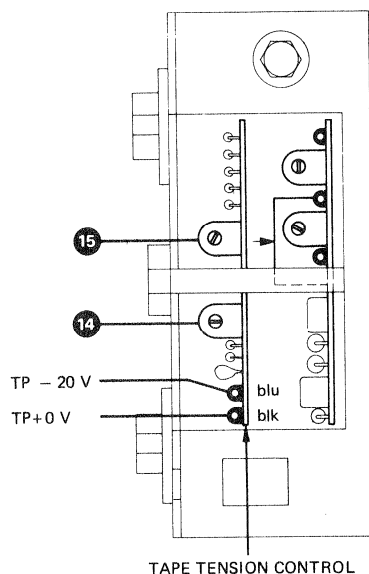 15
14
TP - 20 V
blu
TP+0 V
blk
TAPE TENSION CONTROL